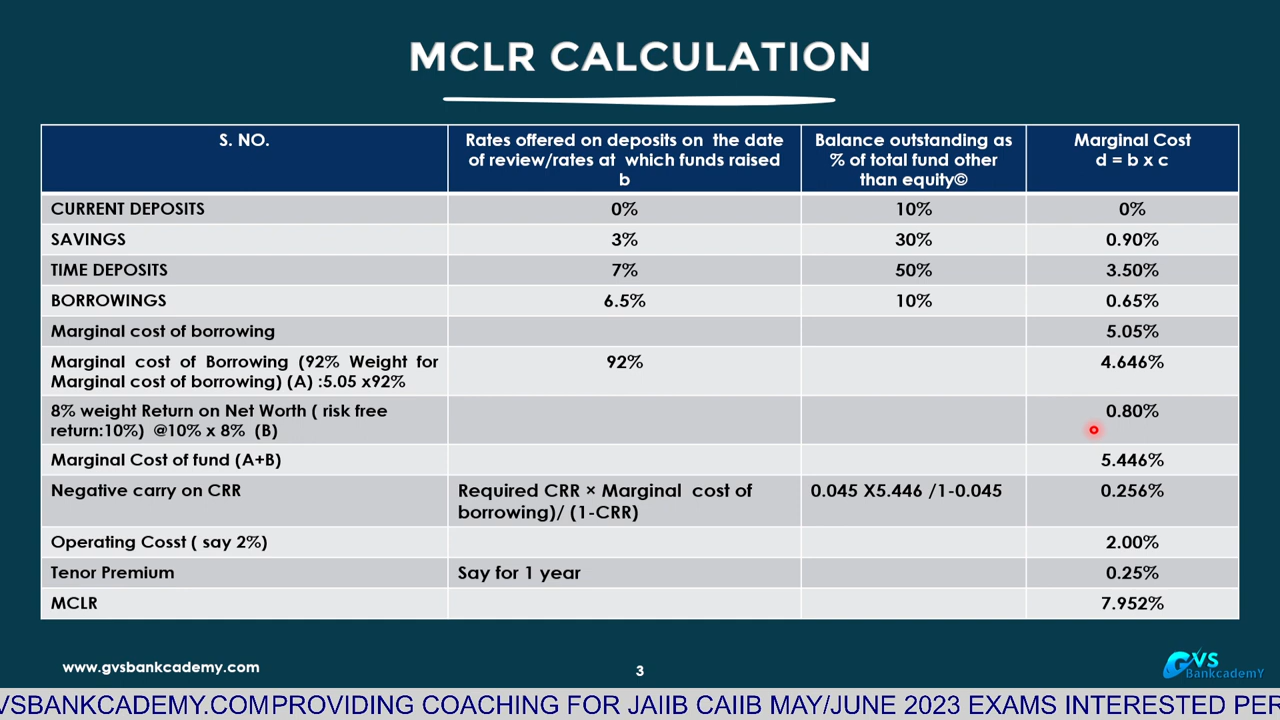 MCLR CALCULATION
S. NO.
Rates offered on deposits on the date
of review/rates at which funds raised
b
Balance outstanding as
% of total fund other
than equity©
Marginal Cost
d = b x c
CURRENT DEPOSITS 0% 10% 0%
SAVINGS 3% 30% 0.90%
TIME DEPOSITS 7% 50% 3.50%
BORROWINGS 6.5% 10% 0.65%
Marginal cost of borrowing 5.05%
Marginal cost of Borrowing (92% Weight for
Marginal cost of borrowing) (A) :5.05 x92%
92% 4.646%
8% weight Return on Net Worth ( risk free
return:10%) @10% x 8% (B)
0.80%
Marginal Cost of fund (A+B) 5.446%
Negative carry on CRR
Required CRR × Marginal cost of
borrowing)/ (1-CRR)
0.045 X5.446 /1-0.045
0.256%
Operating Cosst ( say 2%) 2.00%
Tenor Premium Say for 1 year 0.25%
MCLR 7.952%
www.gvsbankcademy.com
3
GVS
BankcademY
VSBANKCADEMY.COMPROVIDING COACHING FOR JAIIB CAIIB MAY/JUNE 2023 EXAMS INTERESTED PER